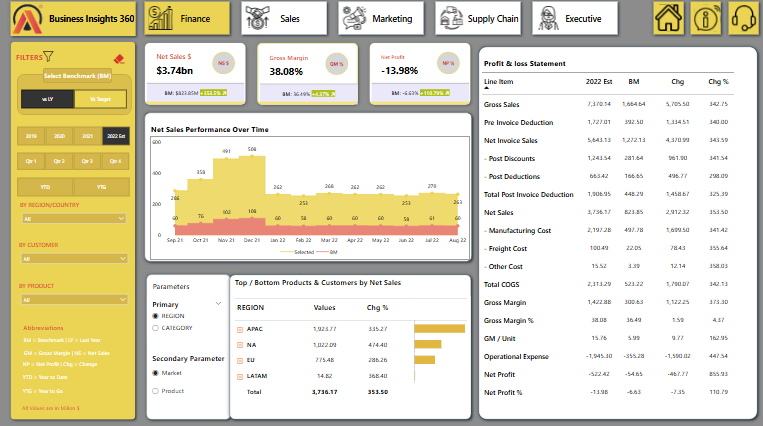 Business Insights 360
Finance
Sales
Marketing
Supply Chain
Executive
FILTERS
Select Benchmark (BM)
vs LY
vs Target
2019
2020
2021
2022 Est
Qtr 1
Qtr 2
Qtr 3
Qtr 4
YTD
YTG
BY REGION/COUNTRY
All
BY CUSTOMER
All
BY PRODUCT
All
Abbreviations
BM = Benchmark | LY = Last Year
GM = Gross Margin | NS = Net Sales
NP = Net Profit | Chg = Change
YTD = Year to Date
YTG = Year to Go
All Values are in Million $
Net Sales $
$3.74bn
NS $
BM: $823.85M +353.5%
Gross Margin
38.08%
GM %
BM: 36.49% +4.37%
Net Profit
-13.98%
NP %
BM: -6.63% +110.79%
Net Sales Performance Over Time
600
400
200
0
286 358 491 508 262 253 268 262 262 253 270 263
60 76 102 108 60 58 60 60 60 58 61 60
Sep 21 Oct 21 Nov 21 Dec 21 Jan 22 Feb 22 Mar 22 Apr 22 May 22 Jun 22 Jul 22 Aug 22
Selected BM
Parameters
Primary
REGION
CATEGORY
Secondary Parameter
Market
Product
Top / Bottom Products & Customers by Net Sales
REGION Values Chg %
APAC 1,923.77 335.27
NA 1,022.09 474.40
EU 775.48 286.26
LATAM 14.82 368.40
Total 3,736.17 353.50
Profit & loss Statement
Line Item 2022 Est BM Chg Chg %
Gross Sales 7,370.14 1,664.64 5,705.50 342.75
Pre Invoice Deduction 1,727.01 392.50 1,334.51 340.00
Net Invoice Sales 5,643.13 1,272.13 4,370.99 343.59
- Post Discounts 1,243.54 281.64 961.90 341.54
- Post Deductions 663.42 166.65 496.77 298.09
Total Post Invoice Deduction 1,906.95 448.29 1,458.67 325.39
Net Sales 3,736.17 823.85 2,912.32 353.50
- Manufacturing Cost 2,197.28 497.78 1,699.50 341.42
- Freight Cost 100.49 22.05 78.43 355.64
- Other Cost 15.52 3.39 12.14 358.03
Total COGS 2,313.29 523.22 1,790.07 342.13
Gross Margin 1,422.88 300.63 1,122.25 373.30
Gross Margin % 38.08 36.49 1.59 4.37
GM / Unit 15.76 5.99 9.77 162.95
Operational Expense -1,945.30 -355.28 -1,590.02 447.54
Net Profit -522.42 -54.65 -467.77 855.93
Net Profit % -13.98 -6.63 -7.35 110.79